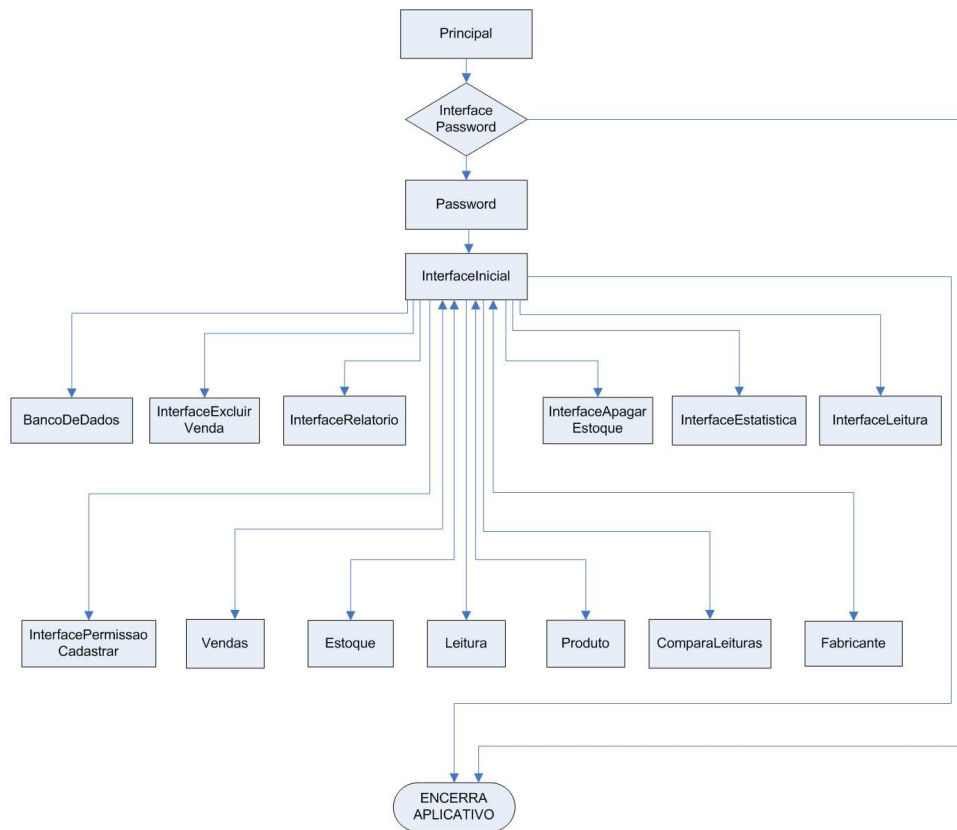 Principal
Interface
Password
Password
InterfaceInicial
BancoDeDados
InterfaceExcluir
Venda
InterfaceRelatorio
InterfaceApagar
Estoque
InterfaceEstatistica
InterfaceLeitura
InterfacePermissao
Cadastrar
Vendas
Estoque
Leitura
Produto
ComparaLeituras
Fabricante
ENCERRA
APLICATIVO